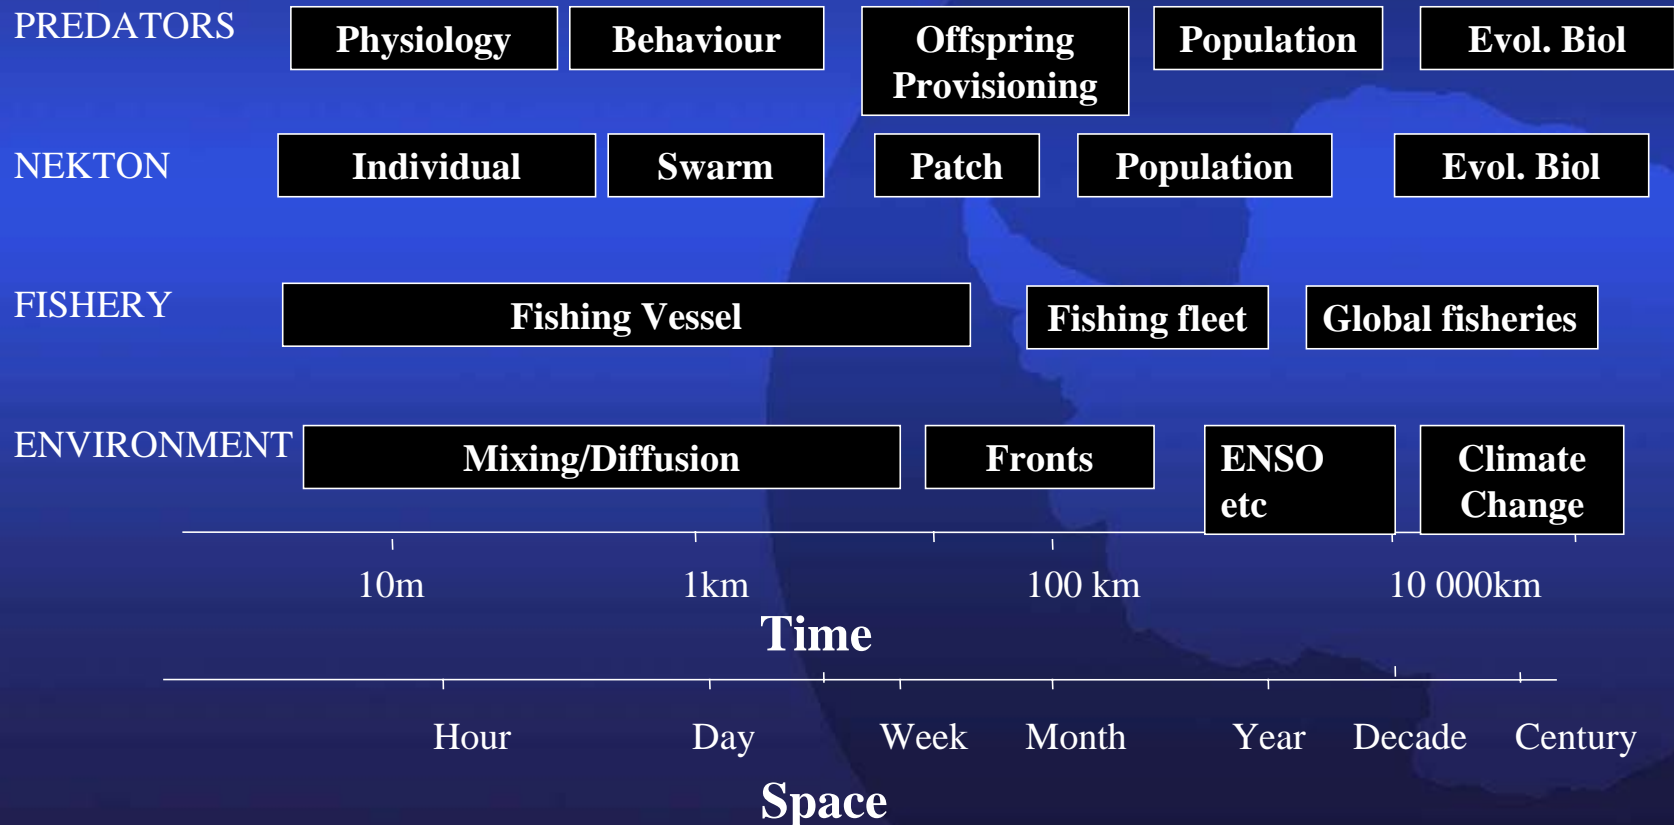 PREDATORS
Physiology
Behaviour
Offspring
Provisioning
Population
Evol. Biol
NEKTON
Individual
Swarm
Patch
Population
Evol. Biol
FISHERY
Fishing Vessel
Fishing fleet
Global fisheries
ENVIRONMENT
Mixing/Diffusion
Fronts
ENSO
etc
Climate
Change
10m
1km
100 km
10 000km
Time
Hour
Day
Week
Month
Year
Decade
Century
Space